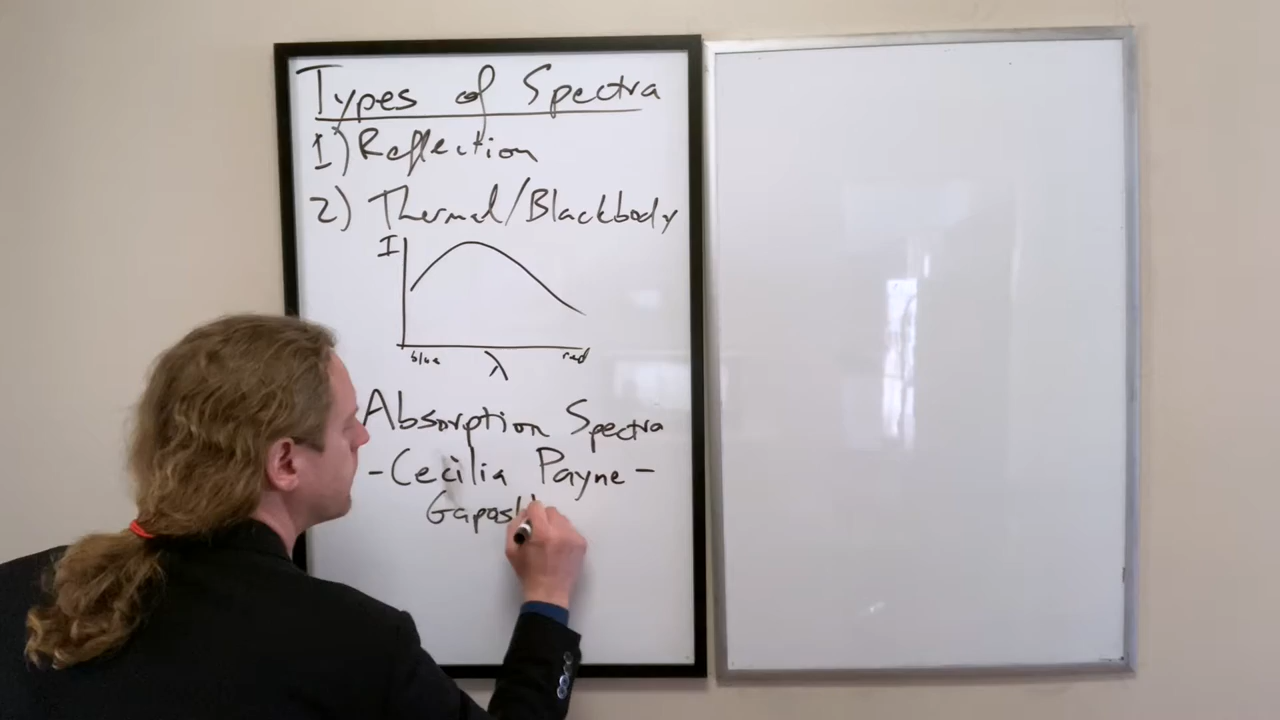 Types of Spectra
1) Reflection
2) Thermal/Blackbody
I
blue λ red
Absorption Spectra
- Cecilia Payne -